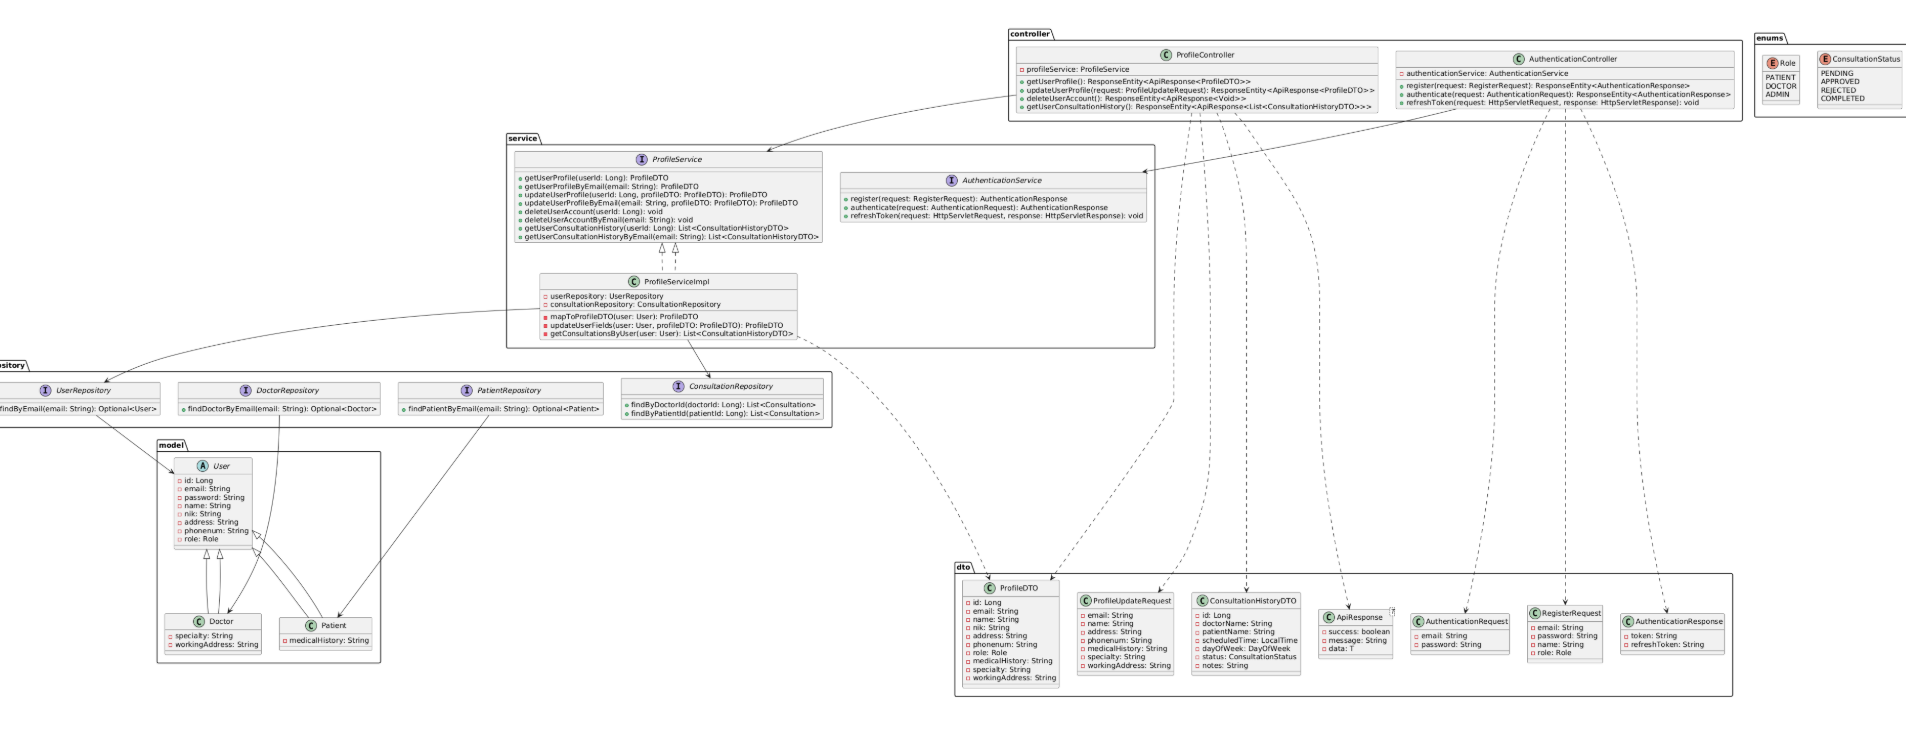 controller
C ProfileController
profileService: ProfileService
getUserProfile(): ResponseEntity<ApiResponse<ProfileDTO>>
updateUserProfile(request: ProfileUpdateRequest): ResponseEntity<ApiResponse<ProfileDTO>>
deleteUserAccount(): ResponseEntity<ApiResponse<Void>>
getUserConsultationHistory(): ResponseEntity<ApiResponse<List<ConsultationHistoryDTO>>>
C AuthenticationController
authenticationService: AuthenticationService
register(request: RegisterRequest): ResponseEntity<AuthenticationResponse>
authenticate(request: AuthenticationRequest): ResponseEntity<AuthenticationResponse>
refreshToken(request: HttpServletRequest, response: HttpServletResponse): void
enums
E Role
PATIENT
DOCTOR
ADMIN
E ConsultationStatus
PENDING
APPROVED
REJECTED
COMPLETED
service
I ProfileService
getUserProfile(userId: Long): ProfileDTO
getUserProfileByEmail(email: String): ProfileDTO
updateUserProfile(userId: Long, profileDTO: ProfileDTO): ProfileDTO
updateUserProfileByEmail(email: String, profileDTO: ProfileDTO): ProfileDTO
deleteUserAccount(userId: Long): void
deleteUserAccountByEmail(email: String): void
getUserConsultationHistory(userId: Long): List<ConsultationHistoryDTO>
getUserConsultationHistoryByEmail(email: String): List<ConsultationHistoryDTO>
I AuthenticationService
register(request: RegisterRequest): AuthenticationResponse
authenticate(request: AuthenticationRequest): AuthenticationResponse
refreshToken(request: HttpServletRequest, response: HttpServletResponse): void
C ProfileServiceImpl
userRepository: UserRepository
consultationRepository: ConsultationRepository
mapToProfileDTO(user: User): ProfileDTO
updateUserFields(user: User, profileDTO: ProfileDTO): ProfileDTO
getConsultationsByUser(user: User): List<ConsultationHistoryDTO>
ository
I UserRepository
findByEmail(email: String): Optional<User>
I DoctorRepository
findDoctorByEmail(email: String): Optional<Doctor>
I PatientRepository
findPatientByEmail(email: String): Optional<Patient>
I ConsultationRepository
findByDoctorId(doctorId: Long): List<Consultation>
findByPatientId(patientId: Long): List<Consultation>
model
A User
id: Long
email: String
password: String
name: String
nik: String
address: String
phonenum: String
role: Role
C Doctor
specialty: String
workingAddress: String
C Patient
medicalHistory: String
dto
C ProfileDTO
id: Long
email: String
name: String
nik: String
address: String
phonenum: String
role: Role
medicalHistory: String
specialty: String
workingAddress: String
C ProfileUpdateRequest
email: String
name: String
address: String
phonenum: String
medicalHistory: String
specialty: String
workingAddress: String
C ConsultationHistoryDTO
id: Long
doctorName: String
patientName: String
scheduledTime: LocalTime
dayOfWeek: DayOfWeek
status: ConsultationStatus
notes: String
C ApiResponse
success: boolean
message: String
data: T
C AuthenticationRequest
email: String
password: String
C RegisterRequest
email: String
password: String
name: String
role: Role
C AuthenticationResponse
token: String
refreshToken: String